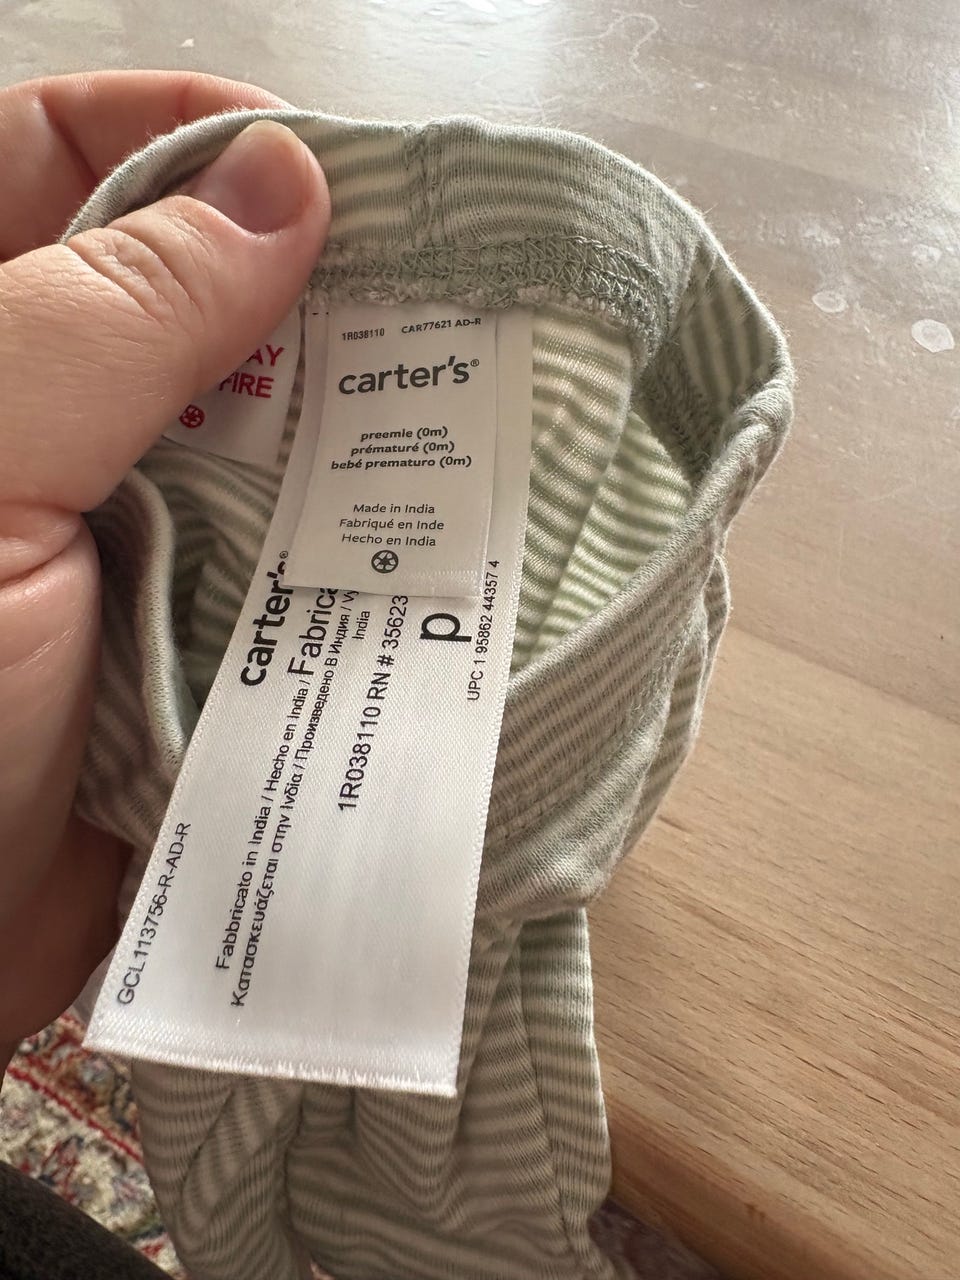 AY
FIRE
1R038110 CAR77621 AD-R
carter's®
preemie (0m)
prématuré (0m)
bebé prematuro (0m)
Made in India
Fabriqué en Inde
Hecho en India
carter's®
Fabbricato in India / Hecho en India / Fabrica
Κατασκευάζεται στην Ινδία / Произведено В Индия / Vy
India
1R038110 RN # 35623
p
UPC 1 95862 44357 4
GCL113756-R-AD-R